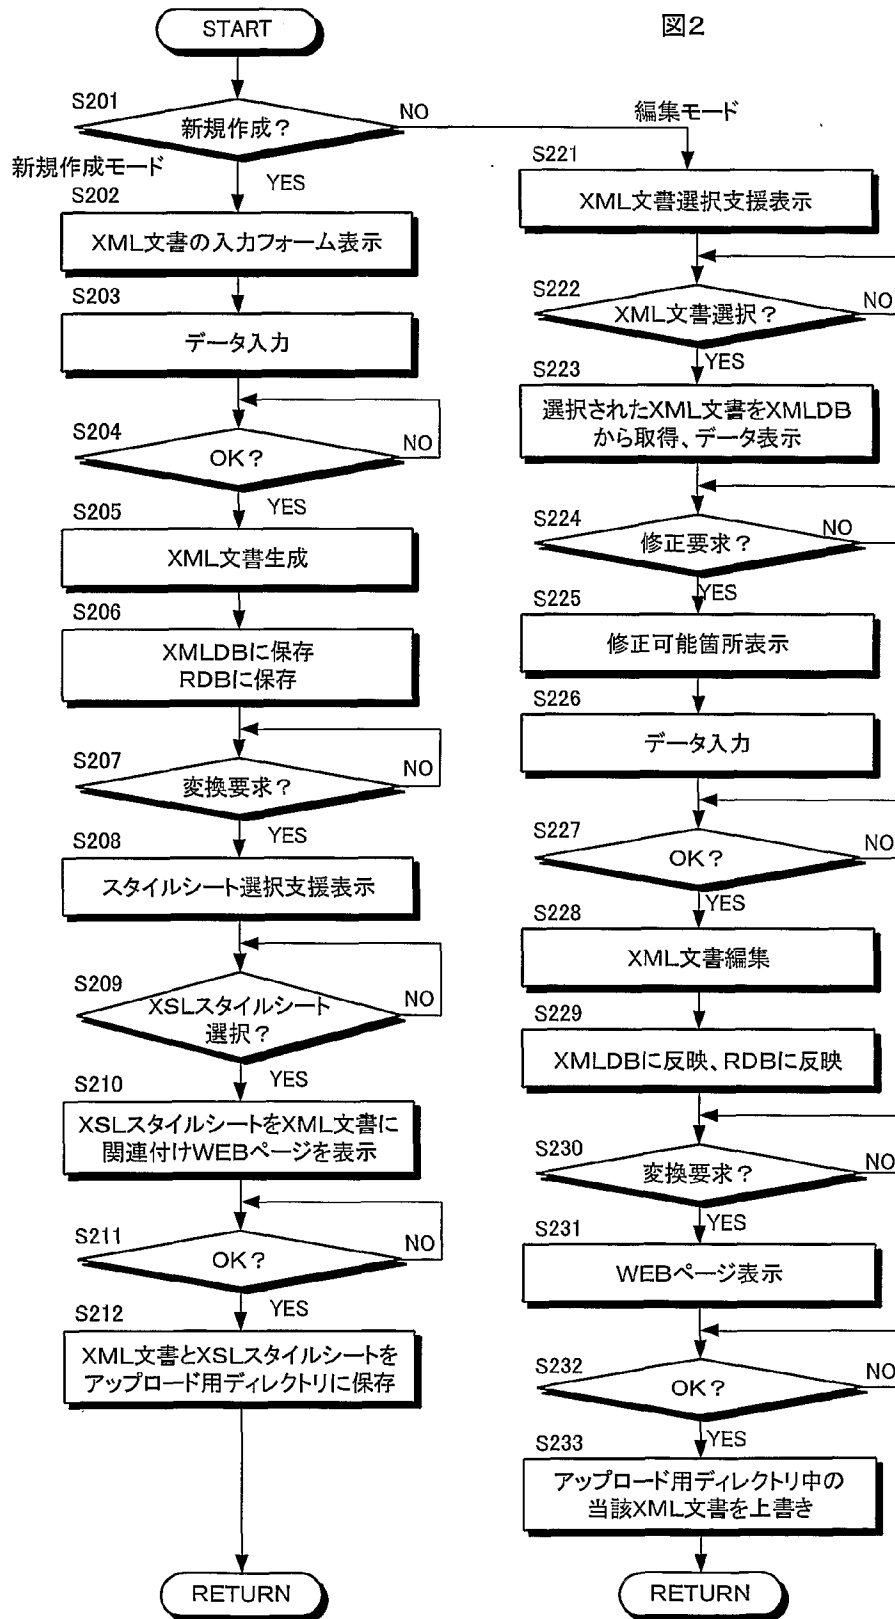 図2
START
S201
新規作成？
NO
編集モード
新規作成モード
YES
S202
XML文書の入力フォーム表示
S203
データ入力
S204
OK？
NO
YES
S205
XML文書生成
S206
XMLDBに保存
RDBに保存
S207
変換要求？
NO
YES
S208
スタイルシート選択支援表示
S209
XSLスタイルシート
選択？
NO
YES
S210
XSLスタイルシートをXML文書に
関連付けWEBページを表示
S211
OK？
NO
YES
S212
XML文書とXSLスタイルシートを
アップロード用ディレクトリに保存
RETURN
S221
XML文書選択支援表示
S222
XML文書選択？
NO
YES
S223
選択されたXML文書をXMLDB
から取得、データ表示
S224
修正要求？
NO
YES
S225
修正可能箇所表示
S226
データ入力
S227
OK？
NO
YES
S228
XML文書編集
S229
XMLDBに反映、RDBに反映
S230
変換要求？
NO
YES
S231
WEBページ表示
S232
OK？
NO
YES
S233
アップロード用ディレクトリ中の
当該XML文書を上書き
RETURN